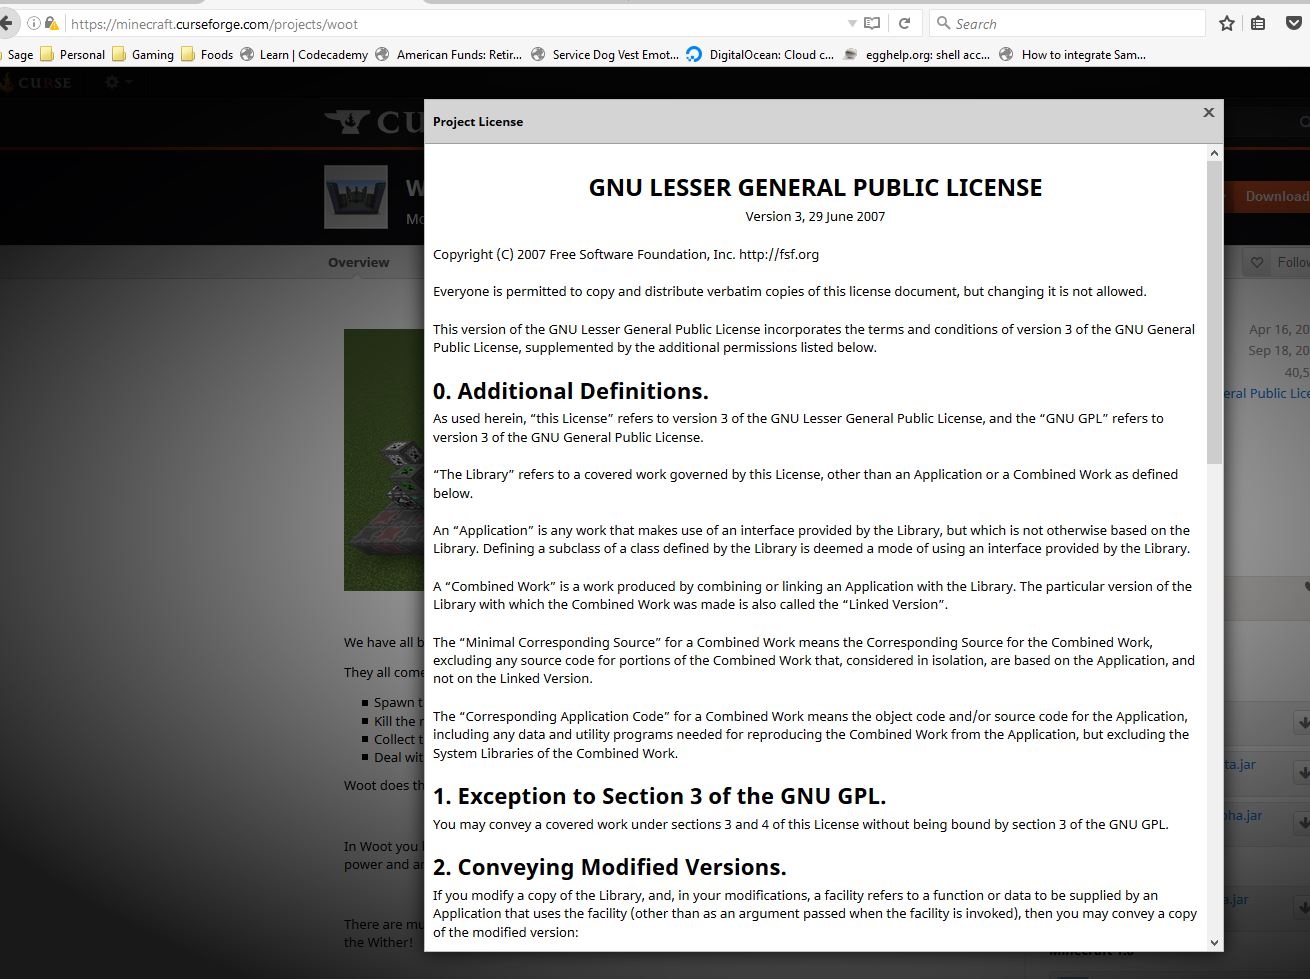 https://minecraft.curseforge.com/projects/woot
Search
Sage Personal Gaming Foods Learn | Codecademy American Funds: Retir... Service Dog Vest Emot... DigitalOcean: Cloud c... egghelp.org: shell acc... How to integrate Sam...
CURSE
CU
Project License
W
Mo
Download
Overview
Follow
GNU LESSER GENERAL PUBLIC LICENSE
Version 3, 29 June 2007
Copyright (C) 2007 Free Software Foundation, Inc. http://fsf.org
Everyone is permitted to copy and distribute verbatim copies of this license document, but changing it is not allowed.
This version of the GNU Lesser General Public License incorporates the terms and conditions of version 3 of the GNU General
Public License, supplemented by the additional permissions listed below.
0. Additional Definitions.
As used herein, “this License” refers to version 3 of the GNU Lesser General Public License, and the “GNU GPL” refers to
version 3 of the GNU General Public License.
“The Library” refers to a covered work governed by this License, other than an Application or a Combined Work as defined
below.
An “Application” is any work that makes use of an interface provided by the Library, but which is not otherwise based on the
Library. Defining a subclass of a class defined by the Library is deemed a mode of using an interface provided by the Library.
A “Combined Work” is a work produced by combining or linking an Application with the Library. The particular version of the
Library with which the Combined Work was made is also called the “Linked Version”.
The “Minimal Corresponding Source” for a Combined Work means the Corresponding Source for the Combined Work,
excluding any source code for portions of the Combined Work that, considered in isolation, are based on the Application, and
not on the Linked Version.
The “Corresponding Application Code” for a Combined Work means the object code and/or source code for the Application,
including any data and utility programs needed for reproducing the Combined Work from the Application, but excluding the
System Libraries of the Combined Work.
1. Exception to Section 3 of the GNU GPL.
You may convey a covered work under sections 3 and 4 of this License without being bound by section 3 of the GNU GPL.
2. Conveying Modified Versions.
If you modify a copy of the Library, and, in your modifications, a facility refers to a function or data to be supplied by an
Application that uses the facility (other than as an argument passed when the facility is invoked), then you may convey a copy
of the modified version:
Apr 16, 20
Sep 18, 20
40,5
eral Public Lice
We have all b
They all come
Spawn t
Kill the
Collect t
Deal wit
Woot does th
In Woot you
power and an
There are mu
the Wither!
ta.jar
ha.jar
a.jar